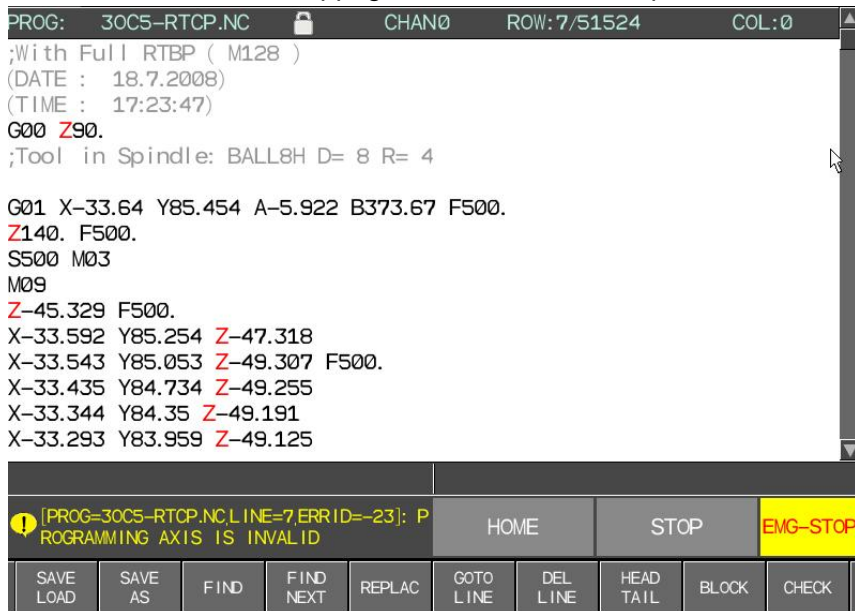 PROG: 30C5-RTCP.NC CHAN0 ROW:7/51524 COL:0
;With Full RTBP ( M128 )
(DATE : 18.7.2008)
(TIME : 17:23:47)
G00 Z90.
;Tool in Spindle: BALL8H D= 8 R= 4
G01 X-33.64 Y85.454 A-5.922 B373.67 F500.
Z140. F500.
S500 M03
M09
Z-45.329 F500.
X-33.592 Y85.254 Z-47.318
X-33.543 Y85.053 Z-49.307 F500.
X-33.435 Y84.734 Z-49.255
X-33.344 Y84.35 Z-49.191
X-33.293 Y83.959 Z-49.125
[PROG=30C5-RTCP.NC,LINE=7,ERRID=-23]: P
ROGRAMMING AXIS IS INVALID
HOME STOP EMG-STOP
SAVE LOAD
SAVE AS
FIND
FIND NEXT
REPLAC
GOTO LINE
DEL LINE
HEAD TAIL
BLOCK
CHECK